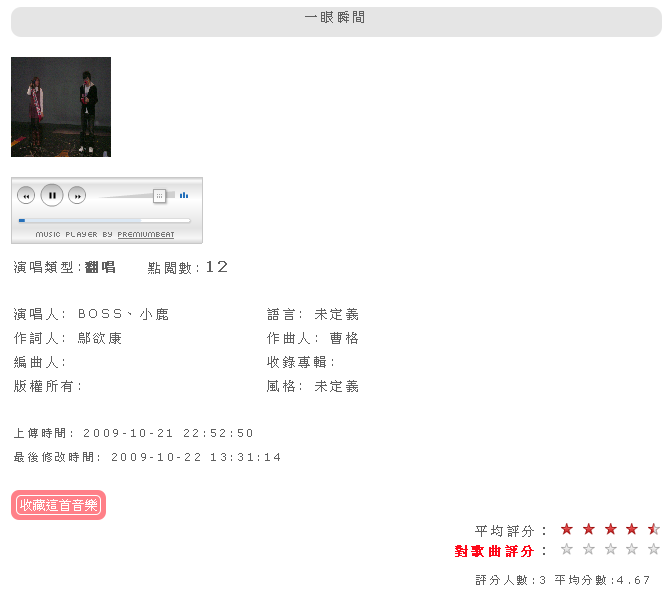 一眼瞬間
MUSIC PLAYER BY PREMIUMBEAT
演唱類型:翻唱 點閱數:12
演唱人: BOSS、小鹿 語言: 未定義
作詞人: 鄔欲康 作曲人: 曹格
編曲人: 收錄專輯:
版權所有: 風格: 未定義
上傳時間: 2009-10-21 22:52:50
最後修改時間: 2009-10-22 13:31:14
收藏這首音樂
平均評分:
對歌曲評分:
評分人數:3 平均分數:4.67